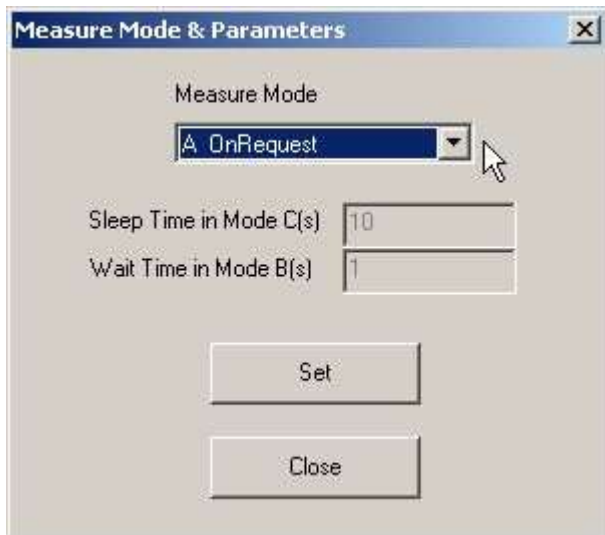 Measure Mode & Parameters
Measure Mode
A OnRequest
Sleep Time in Mode C(s) 10
Wait Time in Mode B(s) 1
Set
Close